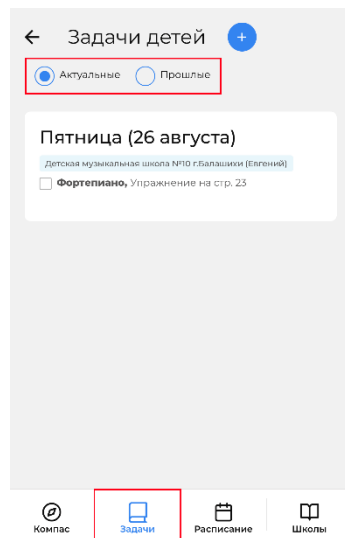 Задачи детей
Актуальные Прошлые
Пятница (26 августа)
Детская музыкальная школа №10 г.Балашихи (Евгений)
Фортепиано, Упражнение на стр. 23
Компас Задачи Расписание Школы